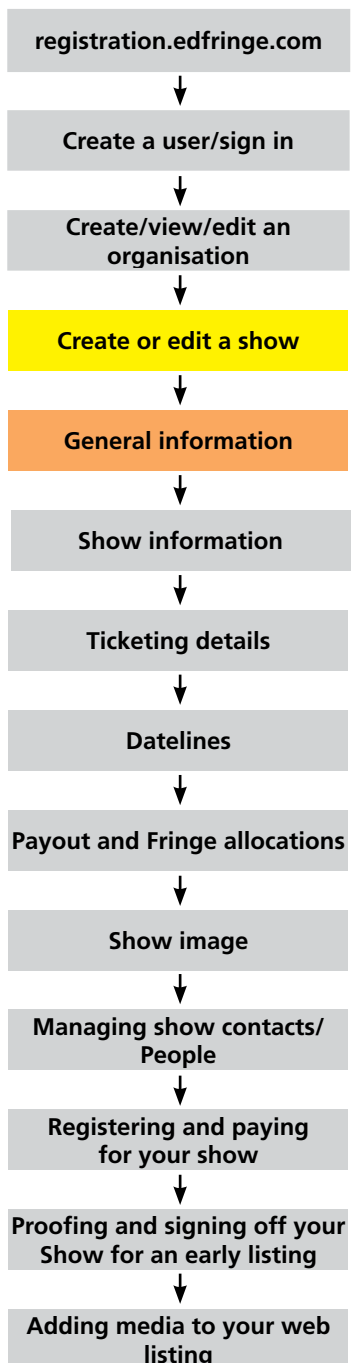 registration.edfringe.com
Create a user/sign in
Create/view/edit an
organisation
Create or edit a show
General information
Show information
Ticketing details
Datelines
Payout and Fringe allocations
Show image
Managing show contacts/
People
Registering and paying
for your show
Proofing and signing off your
Show for an early listing
Adding media to your web
listing